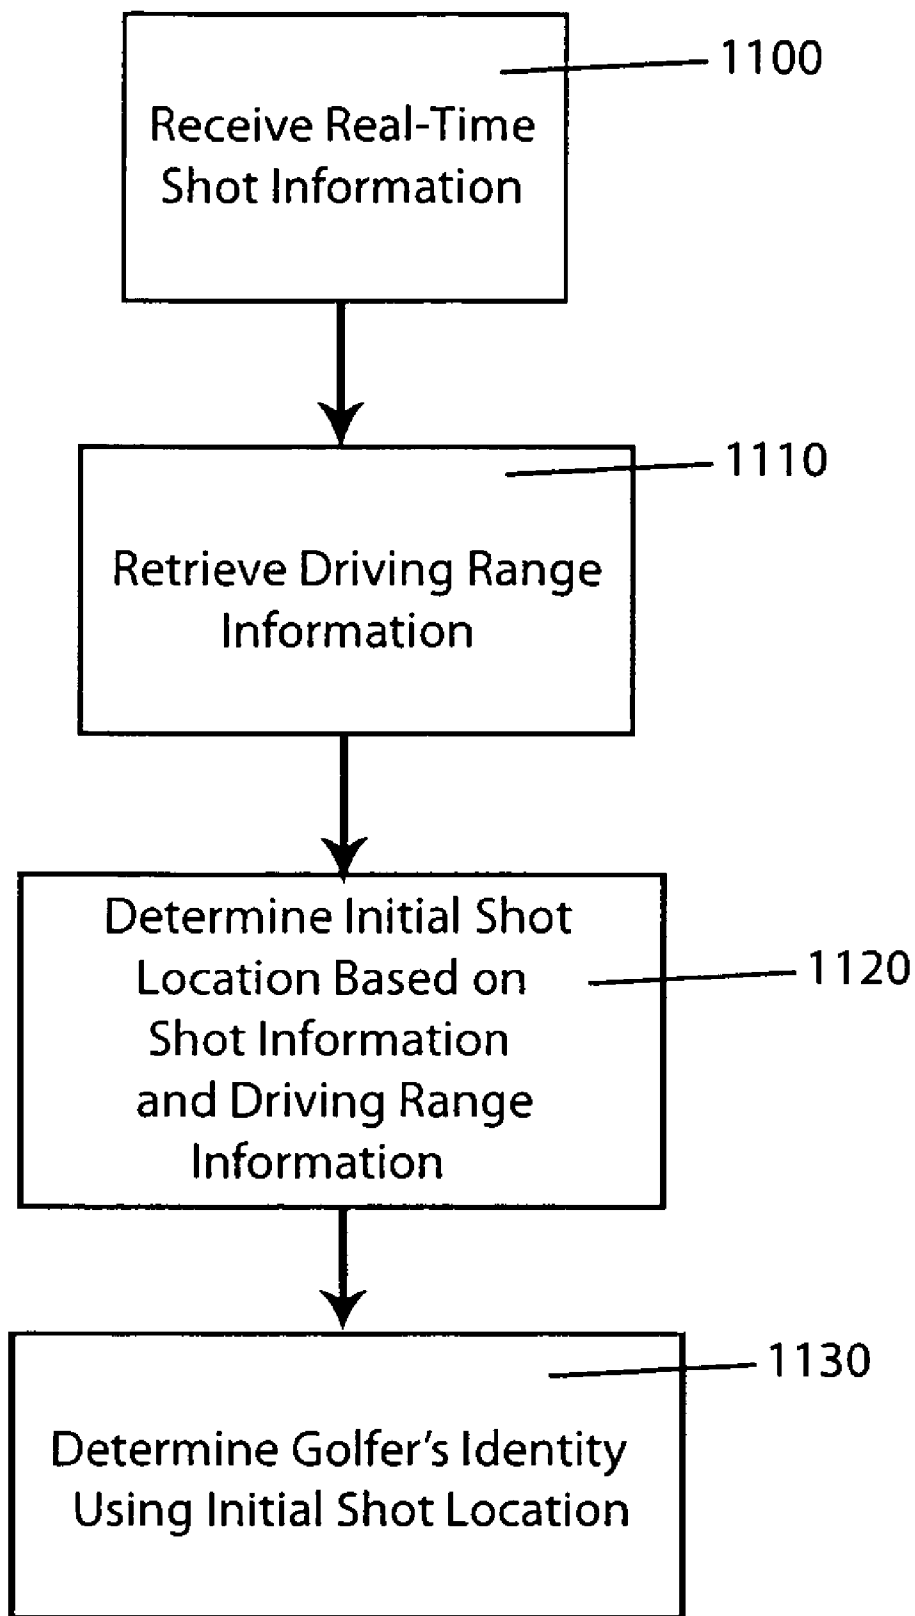 1100
Receive Real-Time
Shot Information
1110
Retrieve Driving Range
Information
Determine Initial Shot
Location Based on
1120
Shot Information
and Driving Range
Information
1130
Determine Golfer's Identity
Using Initial Shot Location